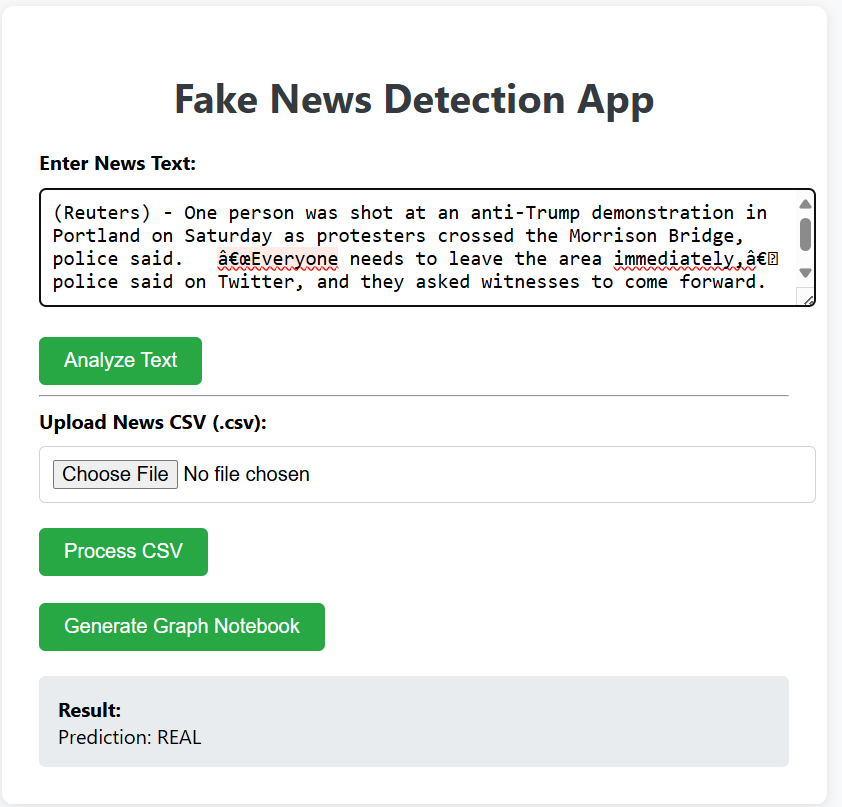 Fake News Detection App
Enter News Text:
(Reuters) - One person was shot at an anti-Trump demonstration in
Portland on Saturday as protesters crossed the Morrison Bridge,
police said.   â€œEveryone needs to leave the area immediately,â€
police said on Twitter, and they asked witnesses to come forward.
Analyze Text
Upload News CSV (.csv):
Choose File No file chosen
Process CSV
Generate Graph Notebook
Result:
Prediction: REAL